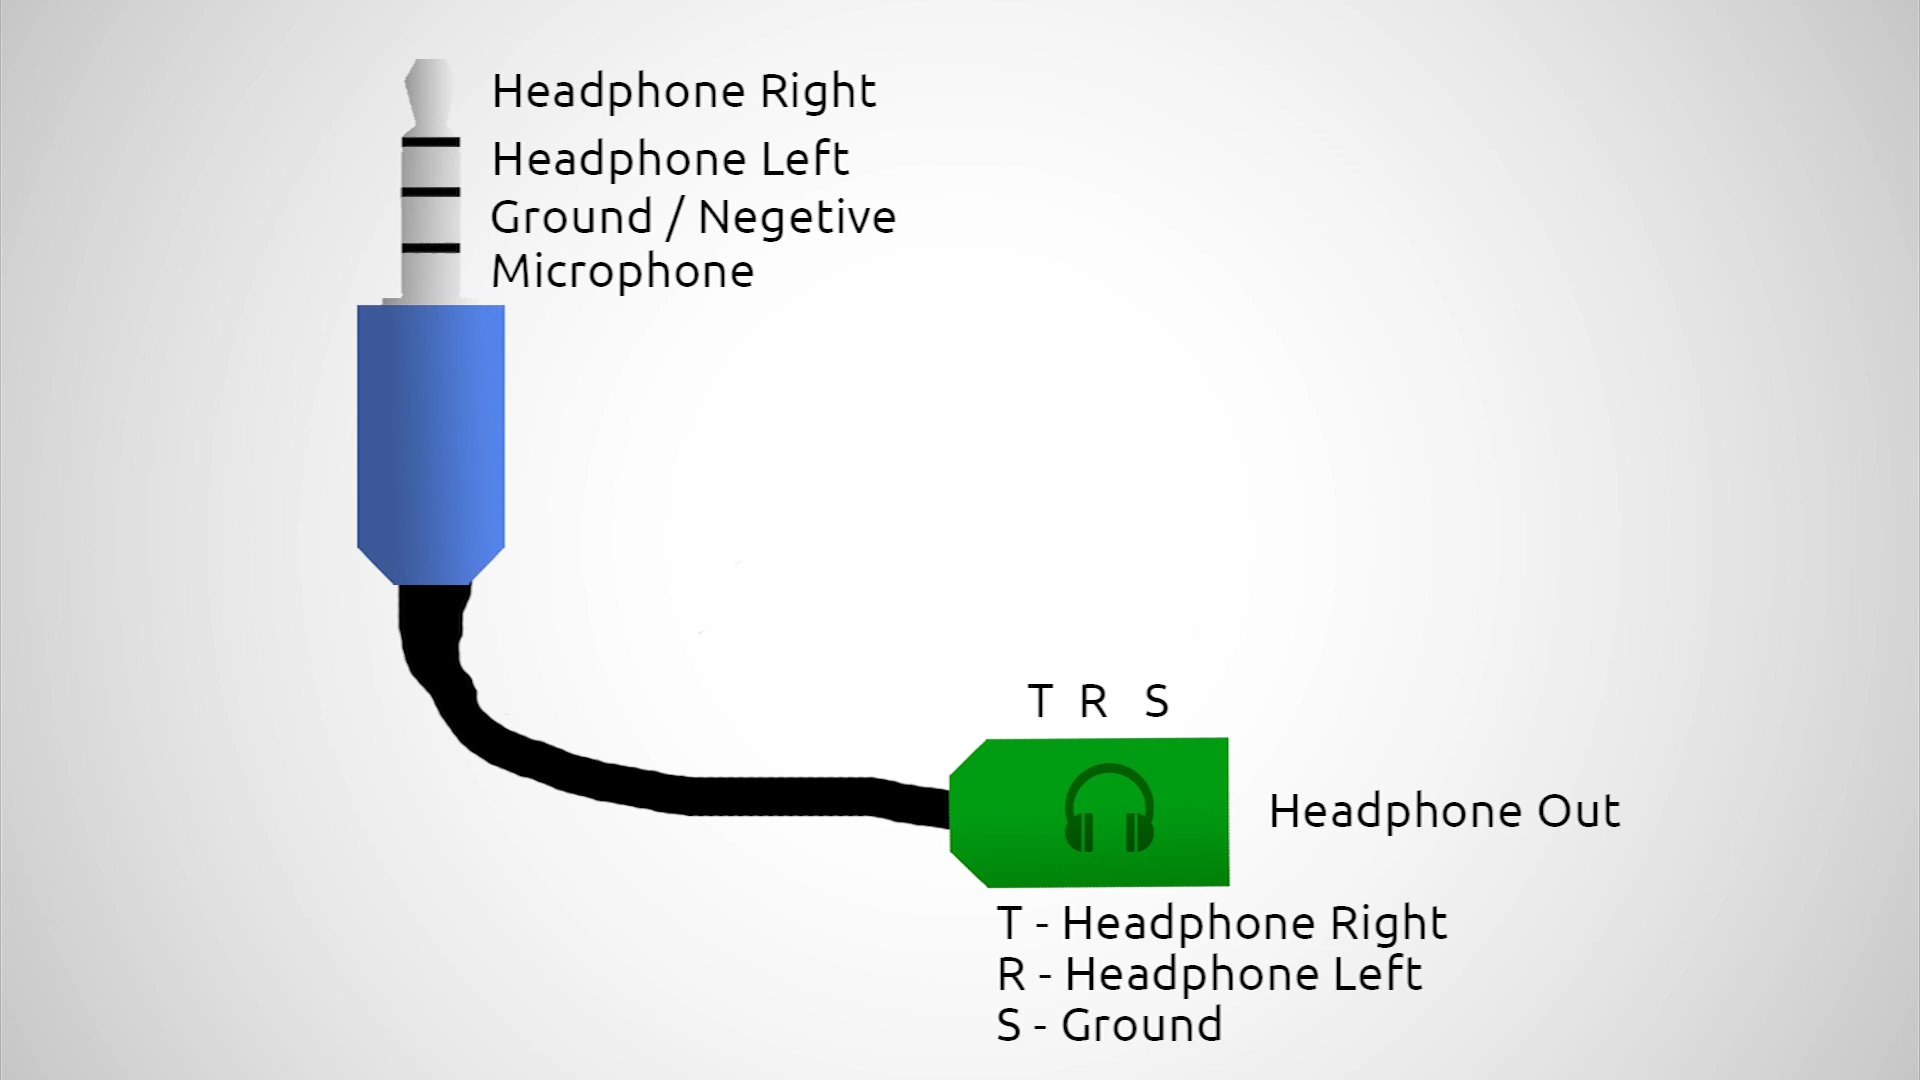 Headphone Right
Headphone Left
Ground / Negetive
Microphone
T R S
Headphone Out
T - Headphone Right
R - Headphone Left
S - Ground